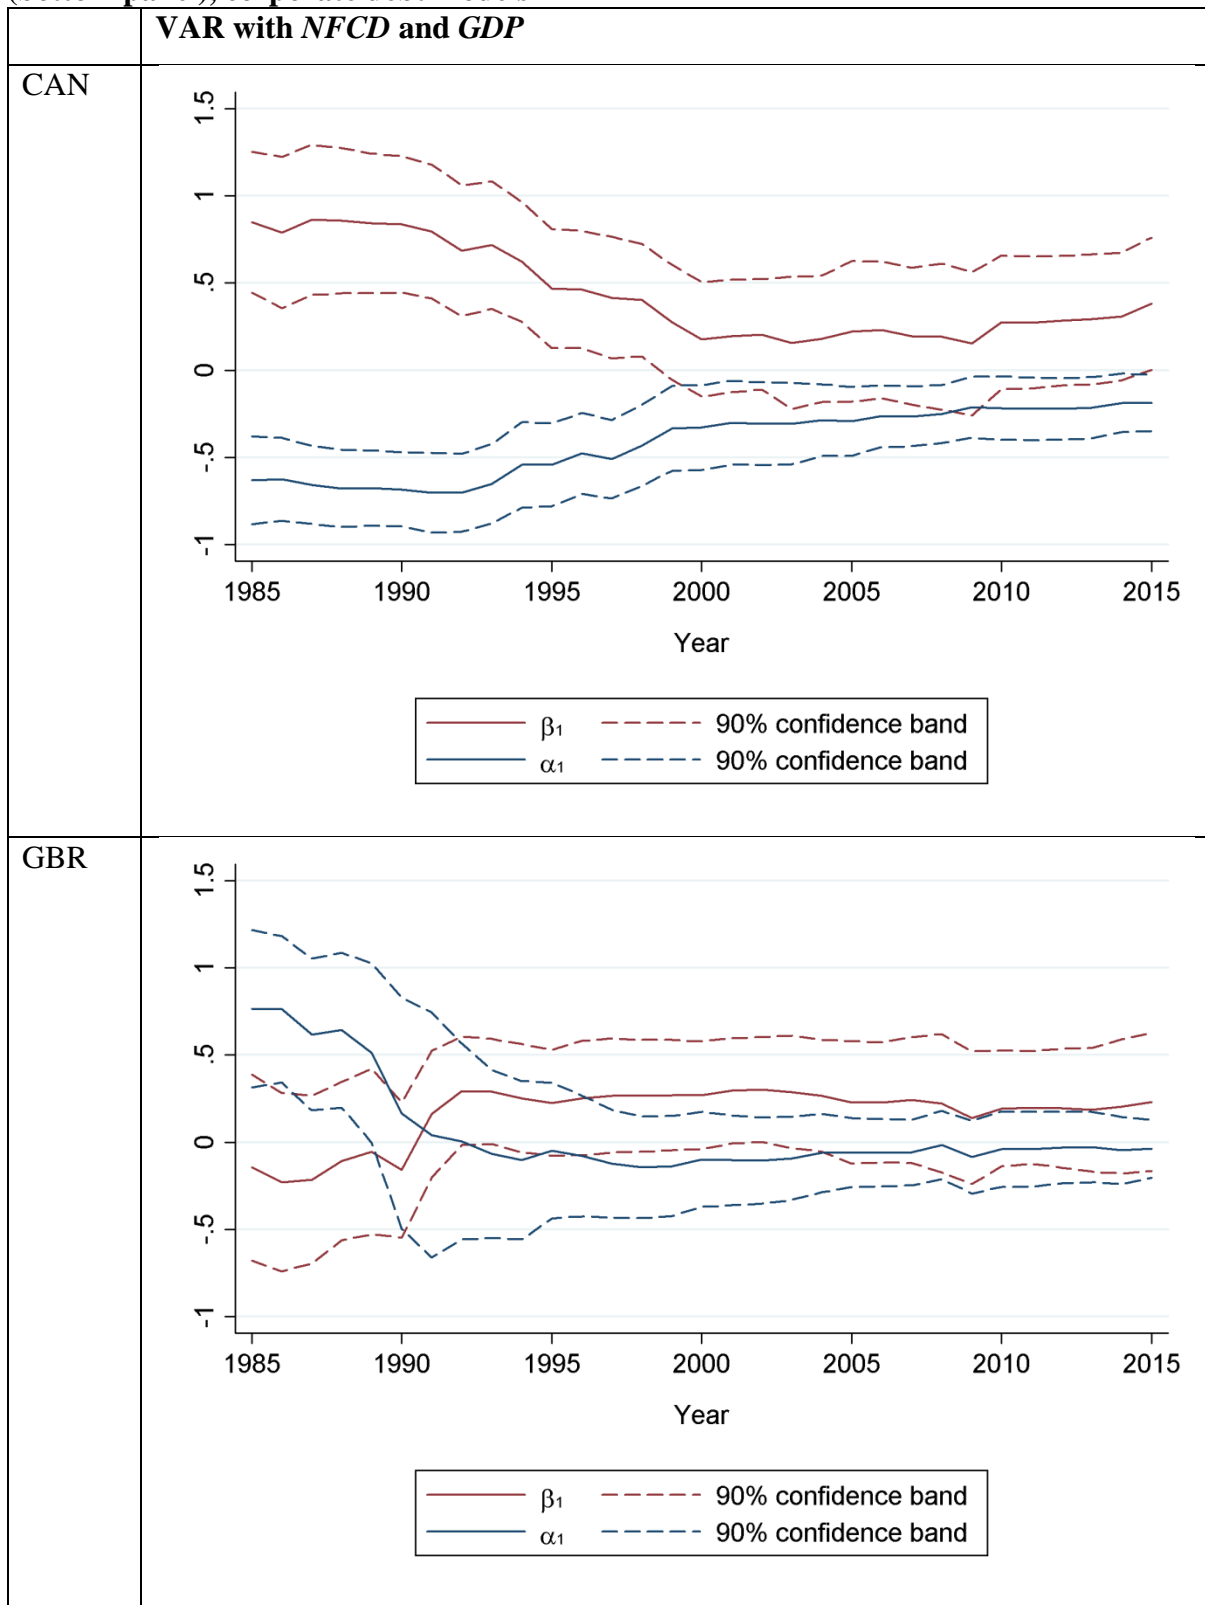 VAR with NFCD and GDP
CAN
1.5
1
.5
0
-.5
-1
1985 1990 1995 2000 2005 2010 2015
Year
β1 90% confidence band
α1 90% confidence band
GBR
1.5
1
.5
0
-.5
-1
1985 1990 1995 2000 2005 2010 2015
Year
β1 90% confidence band
α1 90% confidence band